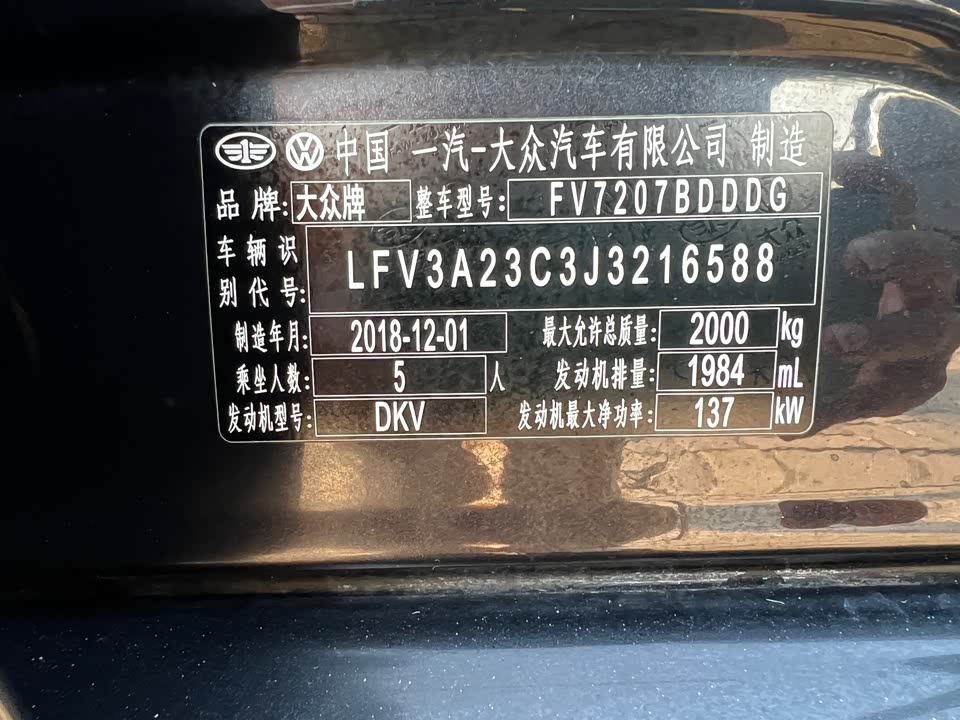 中国 一汽-大众汽车有限公司 制造
品牌: 大众牌 整车型号: FV7207BDDDG
车辆识别代号: LFV3A23C3J3216588
制造年月: 2018-12-01 最大允许总质量: 2000 kg
乘坐人数: 5 人 发动机排量: 1984 mL
发动机型号: DKV 发动机最大净功率: 137 kW